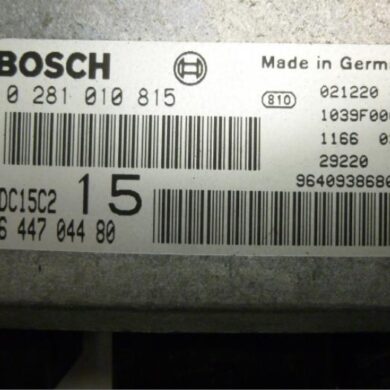 BOSCH
Made in Germ
0 281 010 815
810
021220
1039F00
1166 0
29220
9640938680
DC15C2 15
6 447 044 80